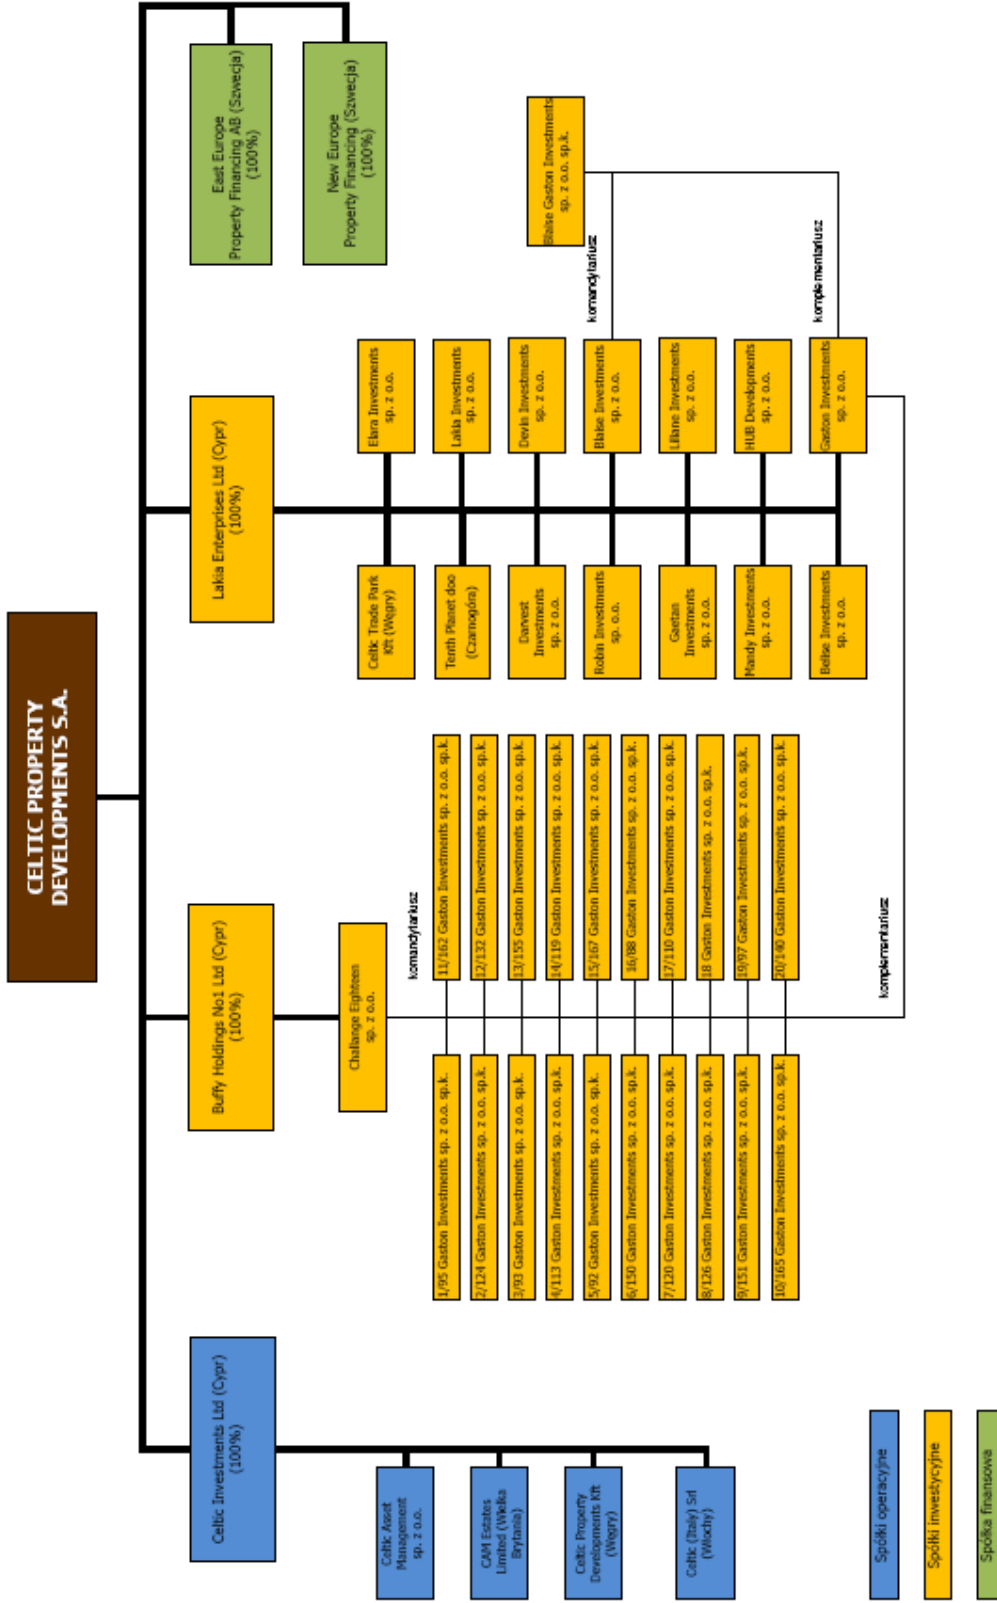 CELTIC PROPERTY
DEVELOPMENTS S.A.
Celtic Investments Ltd (Cypr)
(100%)
Buffy Holdings No1 Ltd (Cypr)
(100%)
Lakia Enterprises Ltd (Cypr)
(100%)
East Europe
Property Financing AB (Szwecja)
(100%)
New Europe
Property Financing (Szwecja)
(100%)
Celtic Asset
Management
sp. z o.o.
CAM Estates
Limited (Wielka
Brytania)
Celtic Property
Developments Kft
(Węgry)
Celtic (Italy) Srl
(Włochy)
Challange Eighteen
sp. z o.o.
komandytariusz
1/95 Gaston Investments sp. z o.o. sp.k.
11/162 Gaston Investments sp. z o.o. sp.k.
2/124 Gaston Investments sp. z o.o. sp.k.
12/132 Gaston Investments sp. z o.o. sp.k.
3/93 Gaston Investments sp. z o.o. sp.k.
13/155 Gaston Investments sp. z o.o. sp.k.
4/113 Gaston Investments sp. z o.o. sp.k.
14/119 Gaston Investments sp. z o.o. sp.k.
5/92 Gaston Investments sp. z o.o. sp.k.
15/167 Gaston Investments sp. z o.o. sp.k.
6/150 Gaston Investments sp. z o.o. sp.k.
16/88 Gaston Investments sp. z o.o. sp.k.
7/120 Gaston Investments sp. z o.o. sp.k.
17/110 Gaston Investments sp. z o.o. sp.k.
8/126 Gaston Investments sp. z o.o. sp.k.
18 Gaston Investments sp. z o.o. sp.k.
9/151 Gaston Investments sp. z o.o. sp.k.
19/97 Gaston Investments sp. z o.o. sp.k.
10/165 Gaston Investments sp. z o.o. sp.k.
20/140 Gaston Investments sp. z o.o. sp.k.
komplementariusz
Celtic Trade Park
Kft (Węgry)
Elara Investments
sp. z o.o.
Tenth Planet doo
(Czarnogóra)
Lakia Investments
sp. z o.o.
Darvest
Investments
sp. z o.o.
Devin Investments
sp. z o.o.
Robin Investments
sp. o.o.
Blaise Investments
sp. z o.o.
Gaetan
Investments
sp. z o.o.
Liliane Investments
sp. z o.o.
Mandy Investments
sp. z o.o.
HUB Developments
sp. z o.o.
Belise Investments
sp. z o.o.
Gaston Investments
sp. z o.o.
Blaise Gaston Investments
sp. z o.o. sp.k.
komandytariusz
komplementariusz
Spółki operacyjne
Spółki inwestycyjne
Spółka finansowa